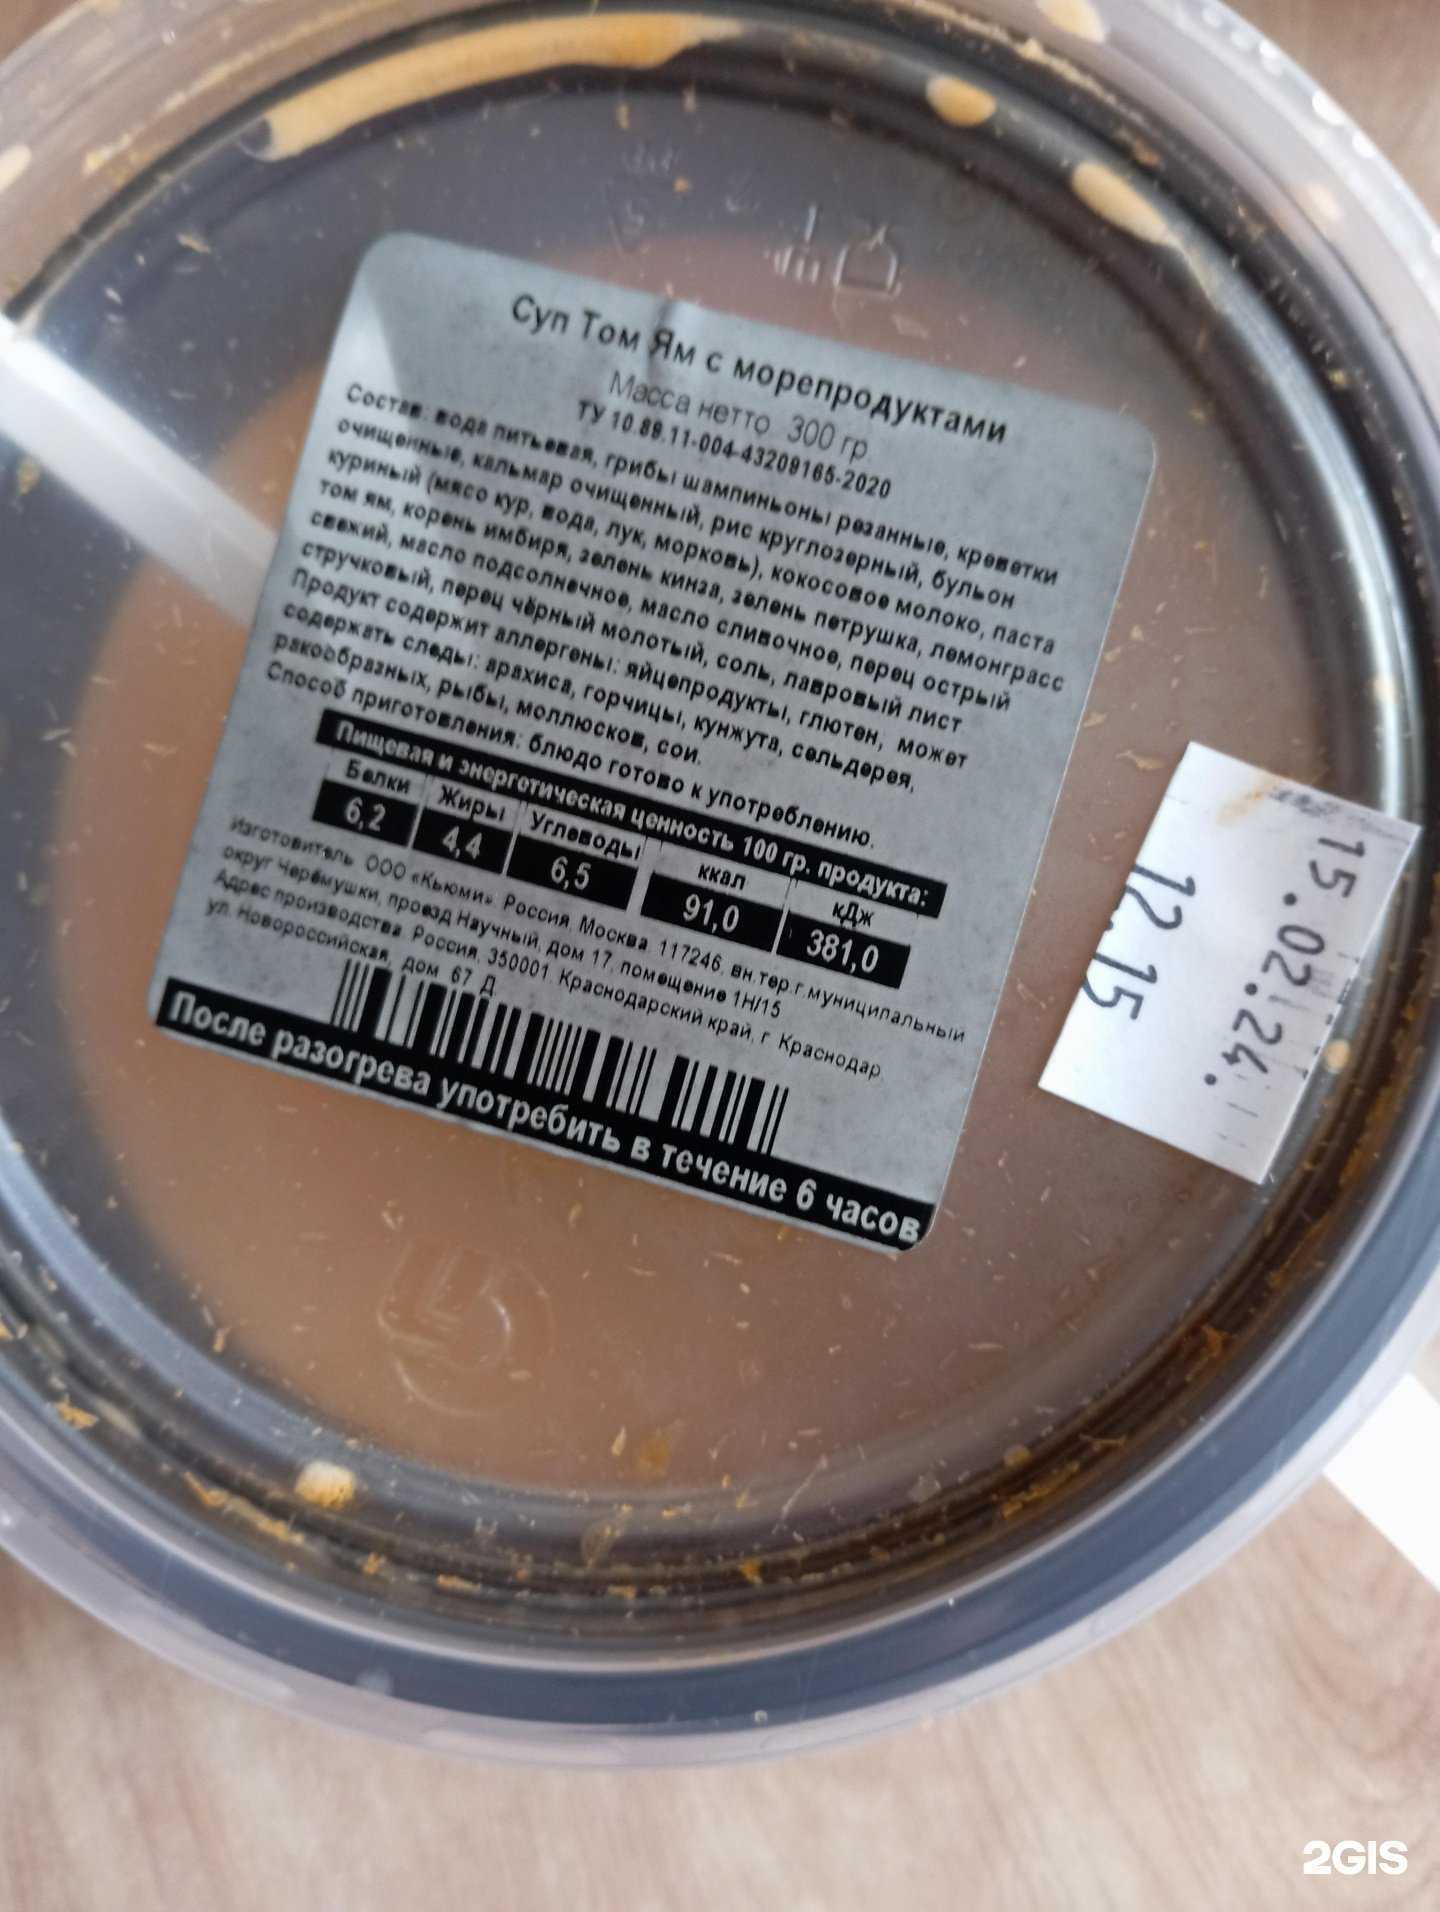 Суп Том Ям с морепродуктами
Масса нетто 300 гр.
ТУ 10.89.11-004-43209165-2020
Состав: вода питьевая, грибы шампиньоны резанные, креветки
очищенные, кальмар очищенный, рис круглозерный, бульон
куриный (мясо кур, вода, лук, морковь), кокосовое молоко, паста
том ям, корень имбиря, зелень кинза, зелень петрушка, лемонграсс
свежий, масло подсолнечное, масло сливочное, перец острый
стручковый, перец чёрный молотый, соль, лавровый лист
Продукт содержит аллергены: яйцепродукты, глютен, может
содержать следы: арахиса, горчицы, кунжута, сельдерея,
ракообразных, рыбы, моллюсков, сои.
Способ приготовления: блюдо готово к употреблению.
Пищевая и энергетическая ценность 100 гр. продукта:
Белки Жиры Углеводы ккал кДж
6,2 4,4 6,5 91,0 381,0
Изготовитель ООО «Кьюми» Россия, Москва 117246, вн.тер.г.муниципальный
округ Черёмушки, проезд Научный, дом 17, помещение 1Н/15
Адрес производства Россия, 350001 Краснодарский край, г Краснодар,
ул. Новороссийская, дом 67 Д
После разогрева употребить в течение 6 часов
15.02.24.
12.15
2GIS